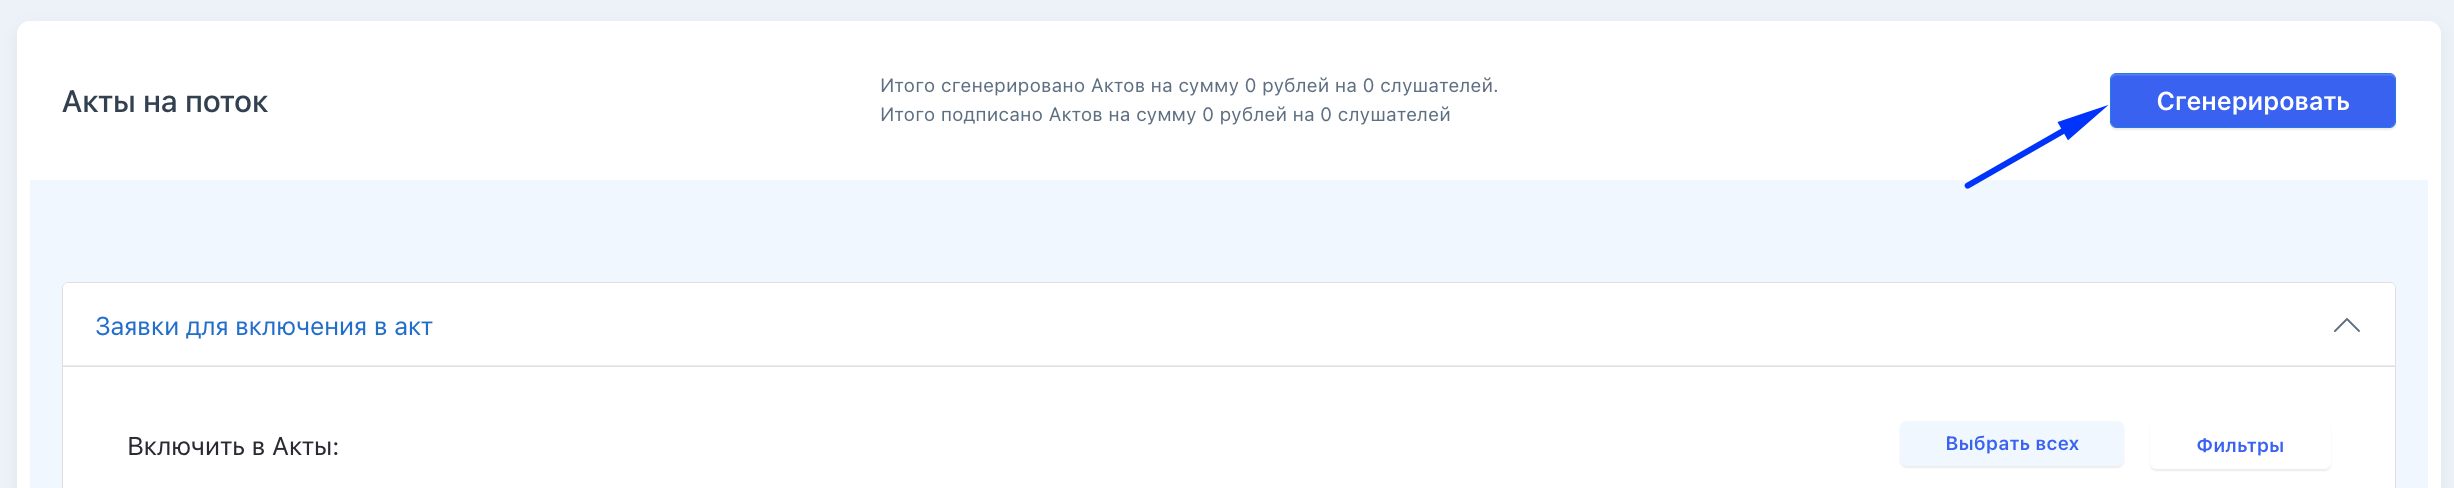 Акты на поток
Итого сгенерировано Актов на сумму 0 рублей на 0 слушателей.
Итого подписано Актов на сумму 0 рублей на 0 слушателей
Сгенерировать
Заявки для включения в акт
Включить в Акты:
Выбрать всех
Фильтры